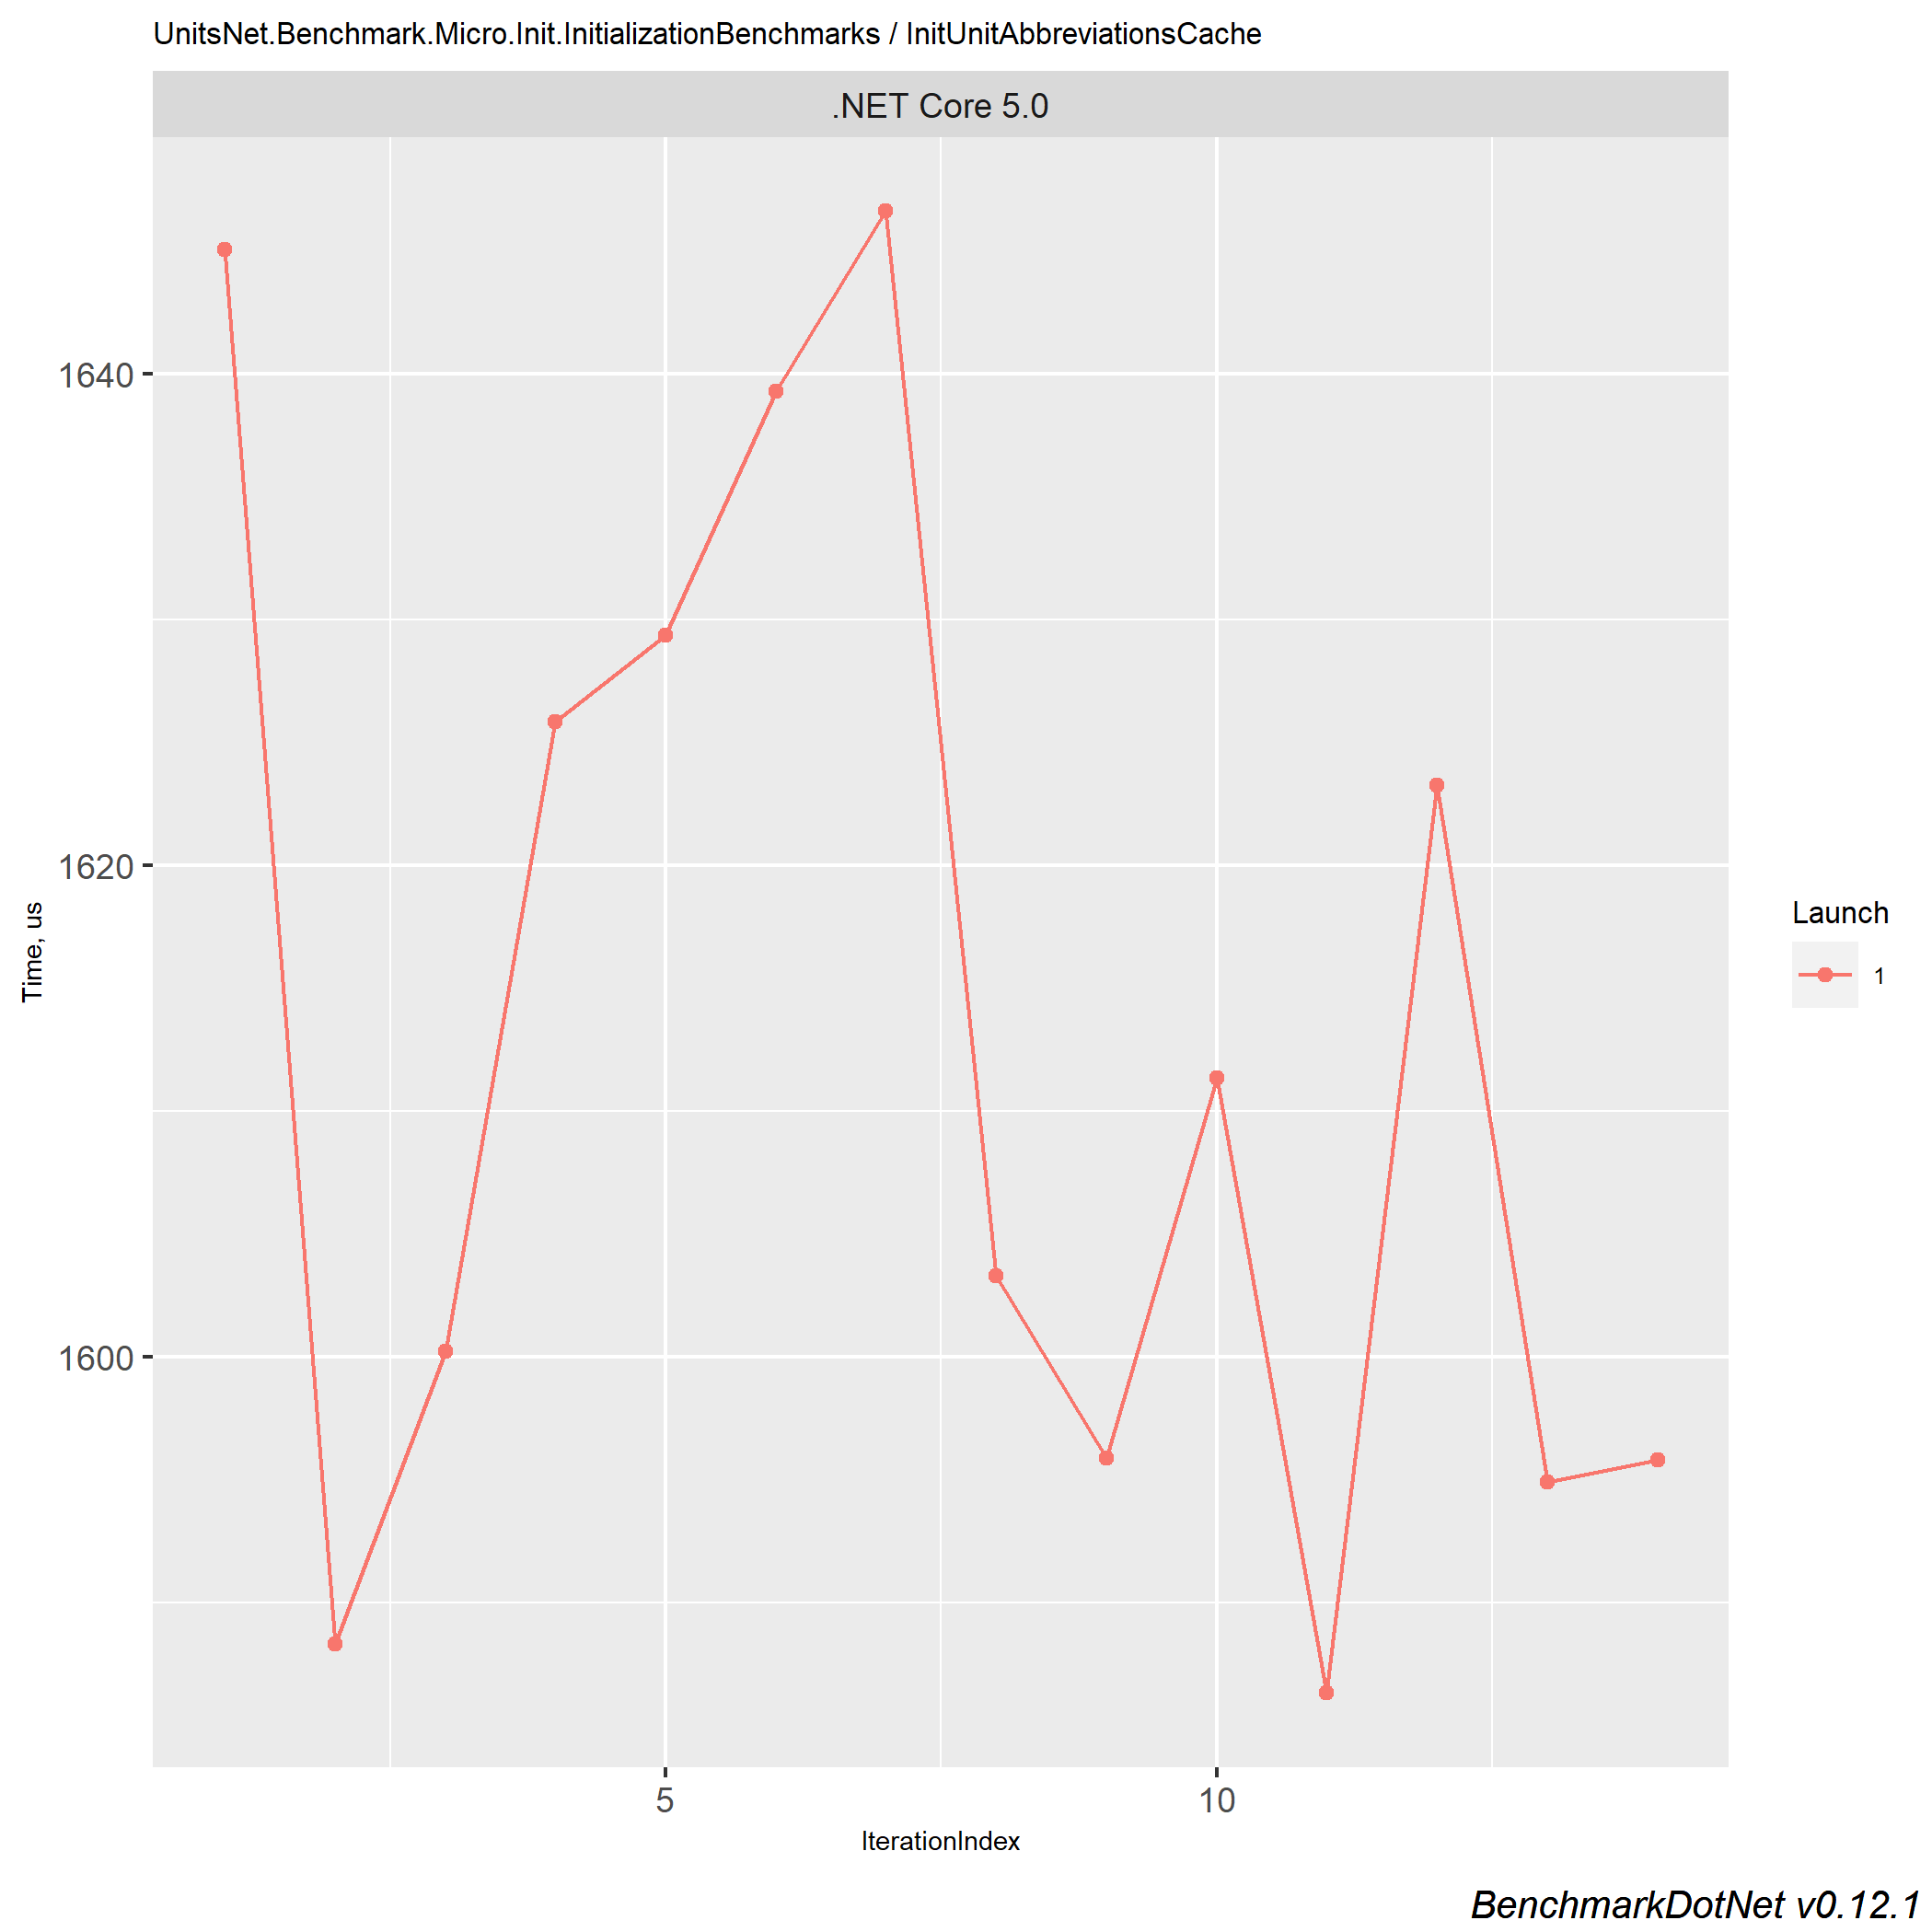 UnitsNet.Benchmark.Micro.Init.InitializationBenchmarks / InitUnitAbbreviationsCache
.NET Core 5.0
1640
1620
1600
Time, us
5
10
IterationIndex
Launch
1
BenchmarkDotNet v0.12.1